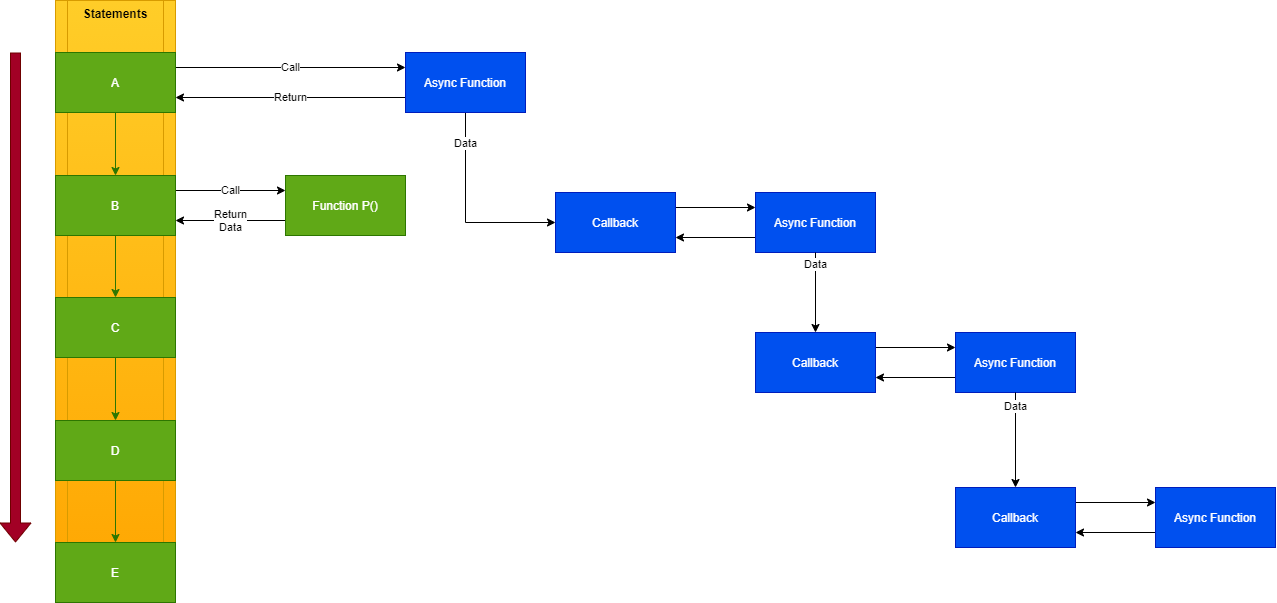 Statements
A
Call
Async Function
Return
Data
B
Call
Function P()
Return
Data
Callback
Async Function
Data
C
Callback
Async Function
Data
D
Callback
Async Function
E